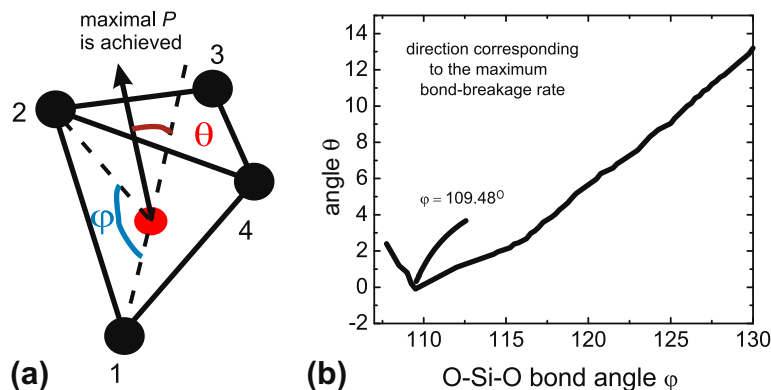 maximal P
is achieved
3
2
θ
φ
4
1
(a)
14
12
10
8
6
4
2
0
-2
angle θ
direction corresponding
to the maximum
bond-breakage rate
φ = 109.48⁰
110 115 120 125 130
O-Si-O bond angle φ
(b)